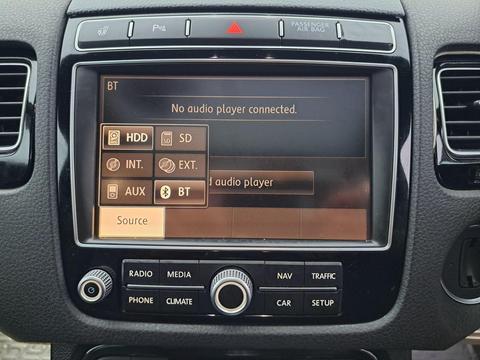 PASSENGER
AIR BAG
BT
No audio player connected.
HDD SD
INT. EXT.
AUX BT
d audio player
Source
RADIO MEDIA NAV TRAFFIC
PHONE CLIMATE CAR SETUP